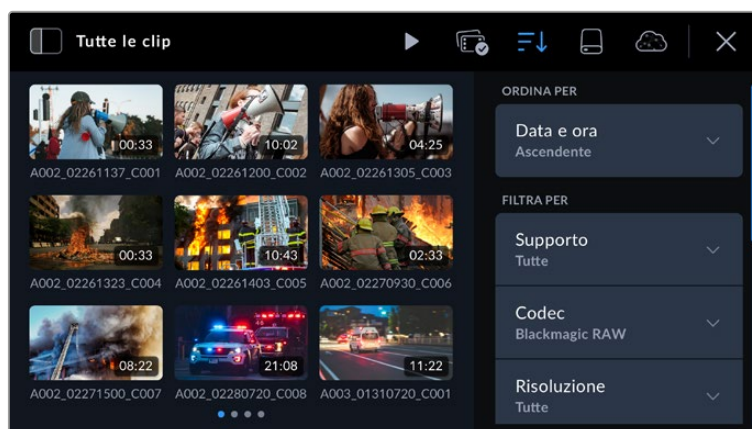 Tutte le clip
00:33
10:02
04:25
A002_02261137_C001
A002_02261200_C002
A002_02261305_C003
00:33
10:43
02:33
A002_02261323_C004
A002_02261403_C005
A002_02270930_C006
08:22
21:08
11:22
A002_02271500_C007
A002_02280720_C008
A003_01310720_C001
ORDINA PER
Data e ora
Ascendente
FILTRA PER
Supporto
Tutte
Codec
Blackmagic RAW
Risoluzione
Tutte